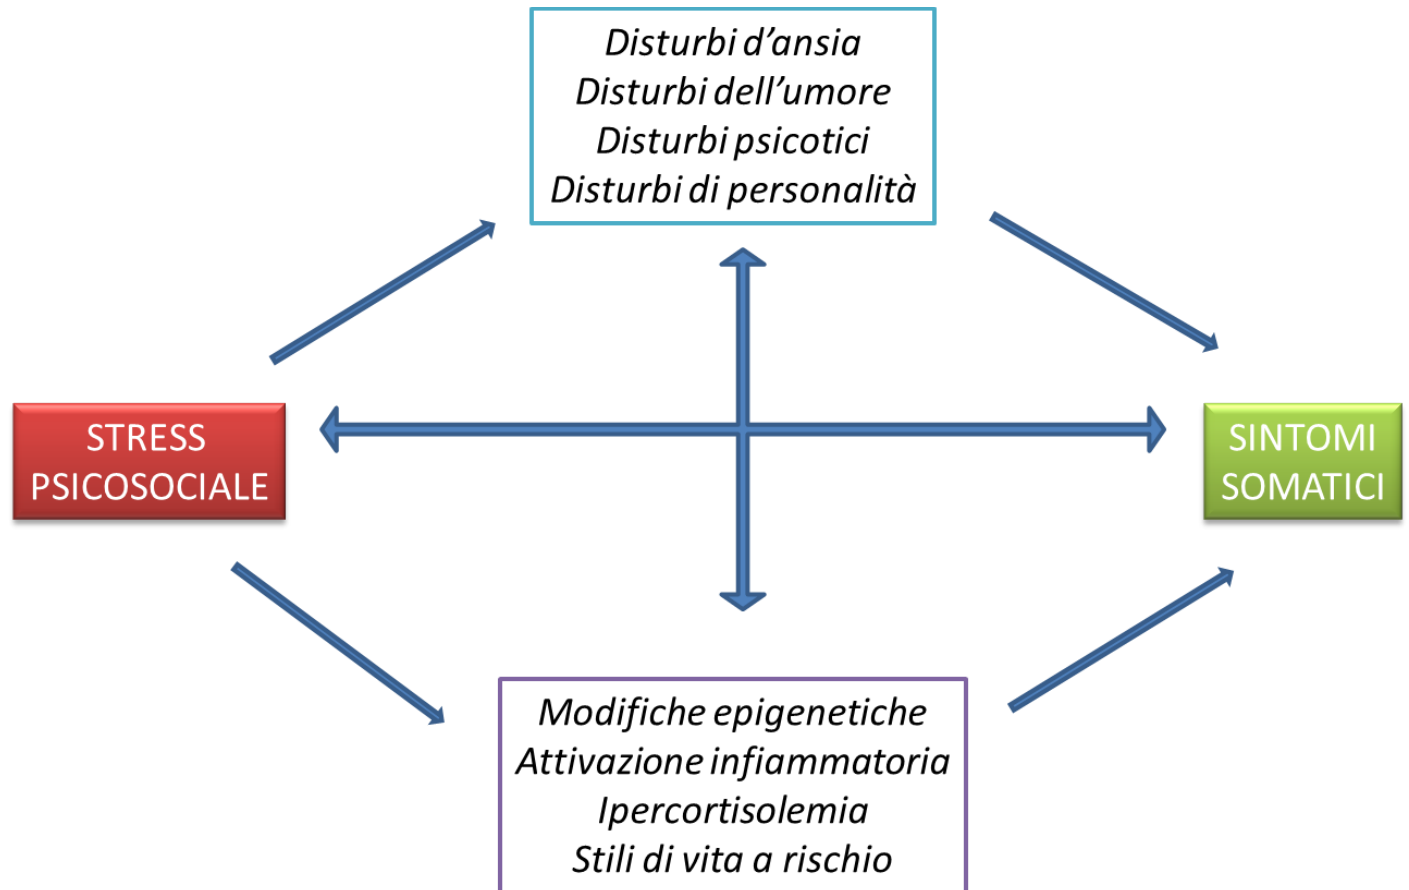 Disturbi d’ansia
Disturbi dell’umore
Disturbi psicotici
Disturbi di personalità
STRESS
PSICOSOCIALE
SINTOMI
SOMATICI
Modifiche epigenetiche
Attivazione infiammatoria
Ipercortisolemia
Stili di vita a rischio